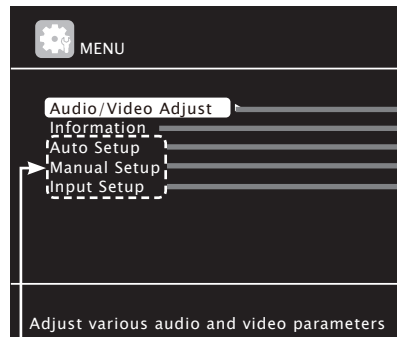 MENU
Audio/Video Adjust
Information
Auto Setup
Manual Setup
Input Setup
Adjust various audio and video parameters